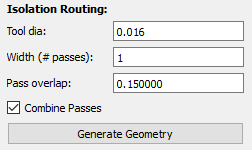 Isolation Routing:
Tool dia: 0.016
Width (# passes): 1
Pass overlap: 0.150000
Combine Passes
Generate Geometry